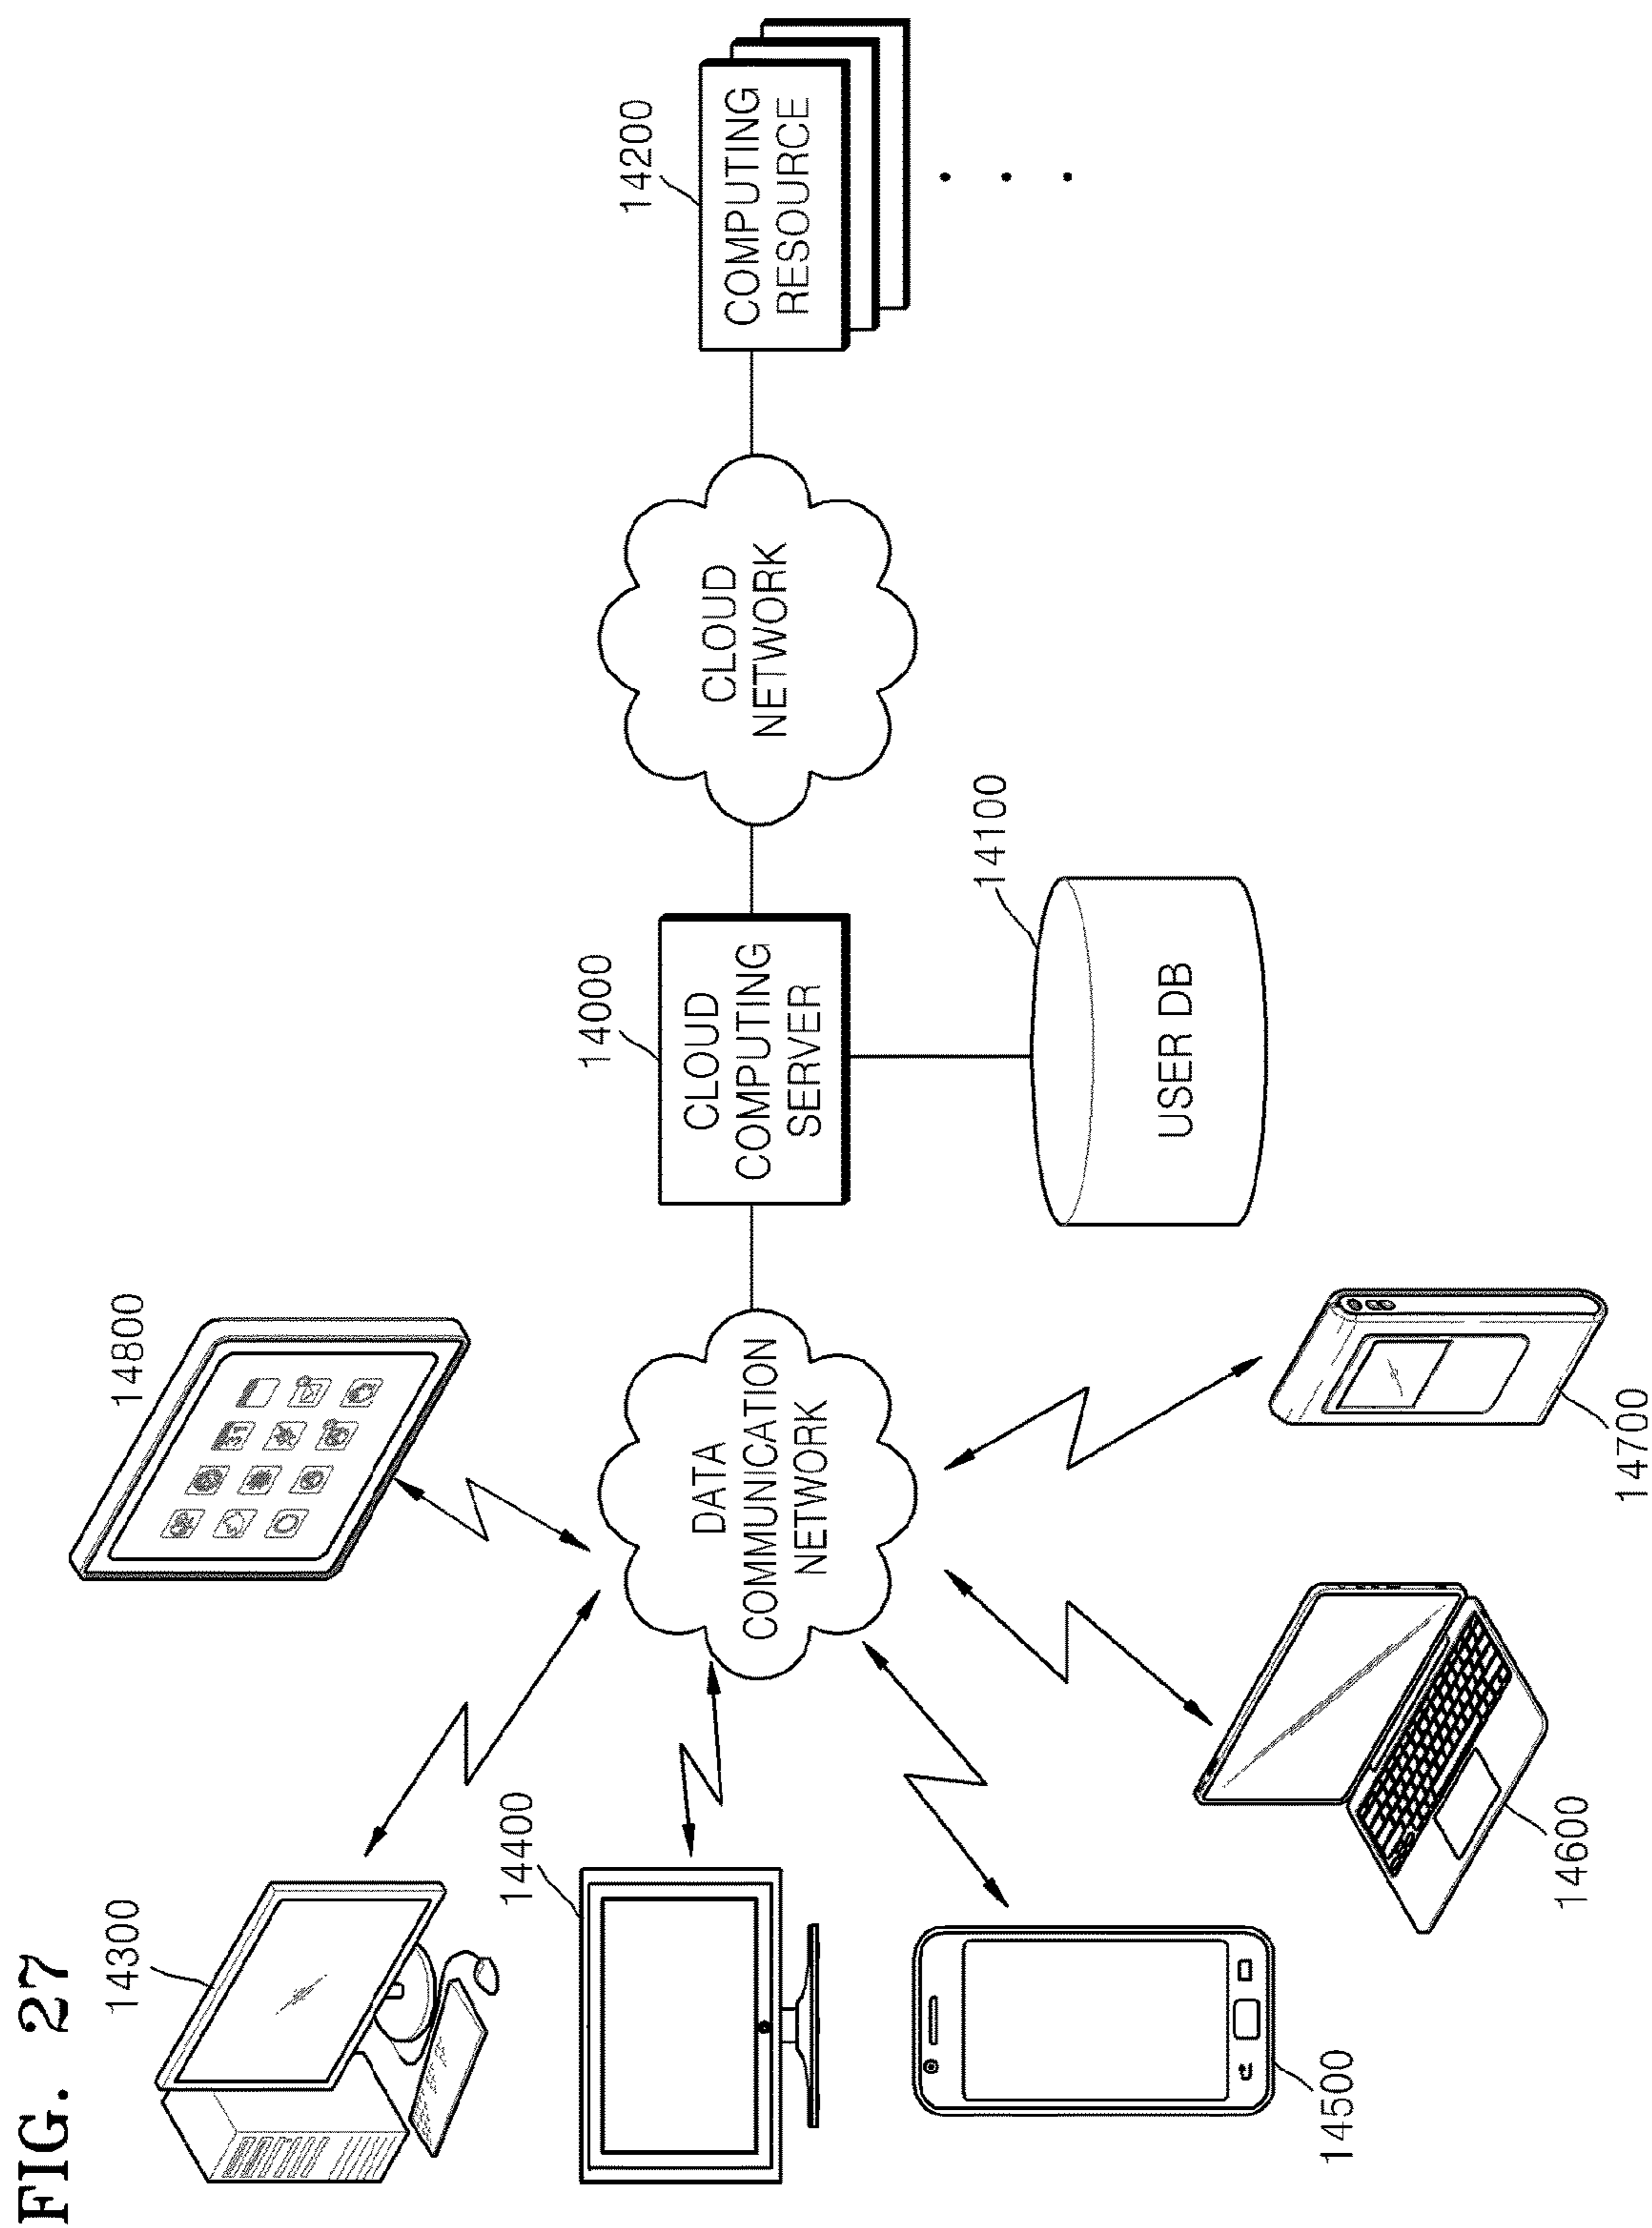 FIG. 27
14300
14800
14400
14000
14200
DATA
COMMUNICATION
NETWORK
CLOUD
COMPUTING
SERVER
CLOUD
NETWORK
COMPUTING
RESOURCE
14100
USER DB
14500
14600
14700
31